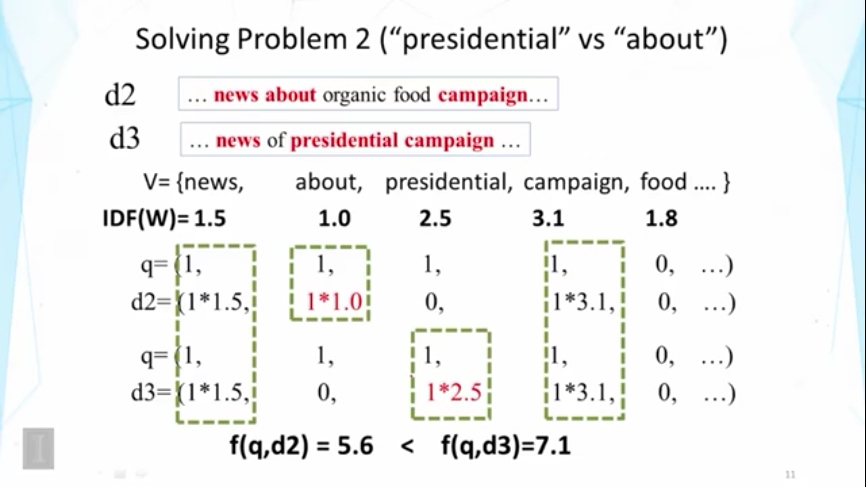 Solving Problem 2 (“presidential” vs “about”)
d2 … news about organic food campaign…
d3 … news of presidential campaign …
V= {news, about, presidential, campaign, food …. }
IDF(W)= 1.5 1.0 2.5 3.1 1.8
q= (1, 1, 1, 1, 0, …)
d2= (1*1.5, 1*1.0 0, 1*3.1, 0, …)
q= (1, 1, 1, 1, 0, …)
d3= (1*1.5, 0, 1*2.5 1*3.1, 0, …)
f(q,d2) = 5.6 < f(q,d3)=7.1
I
11